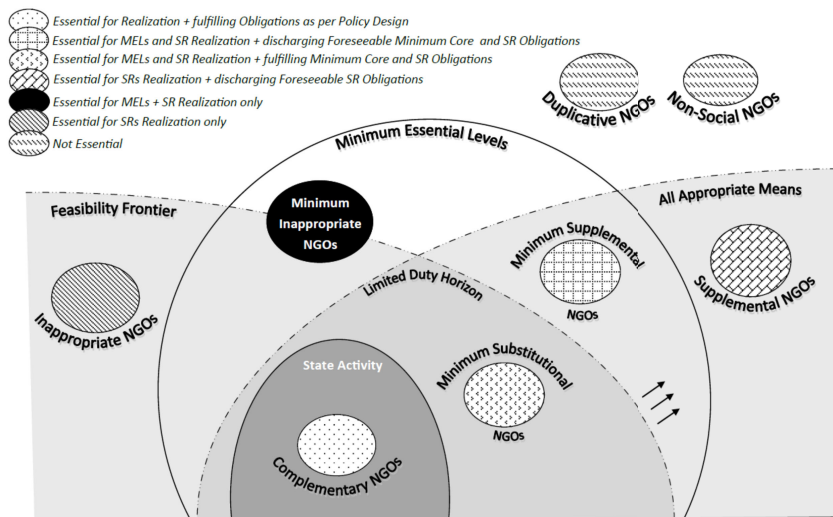 Essential for Realization + fulfilling Obligations as per Policy Design
Essential for MELs and SR Realization + discharging Foreseeable Minimum Core and SR Obligations
Essential for MELs and SR Realization + fulfilling Minimum Core and SR Obligations
Essential for SRs Realization + discharging Foreseeable SR Obligations
Essential for MELs + SR Realization only
Essential for SRs Realization only
Not Essential
Duplicative NGOs
Non-Social NGOs
Minimum Essential Levels
Feasibility Frontier
All Appropriate Means
Minimum
Inappropriate
NGOs
Minimum Supplemental
NGOs
Supplemental NGOs
Limited Duty Horizon
Inappropriate NGOs
State Activity
Minimum Substitutional
NGOs
Complementary NGOs